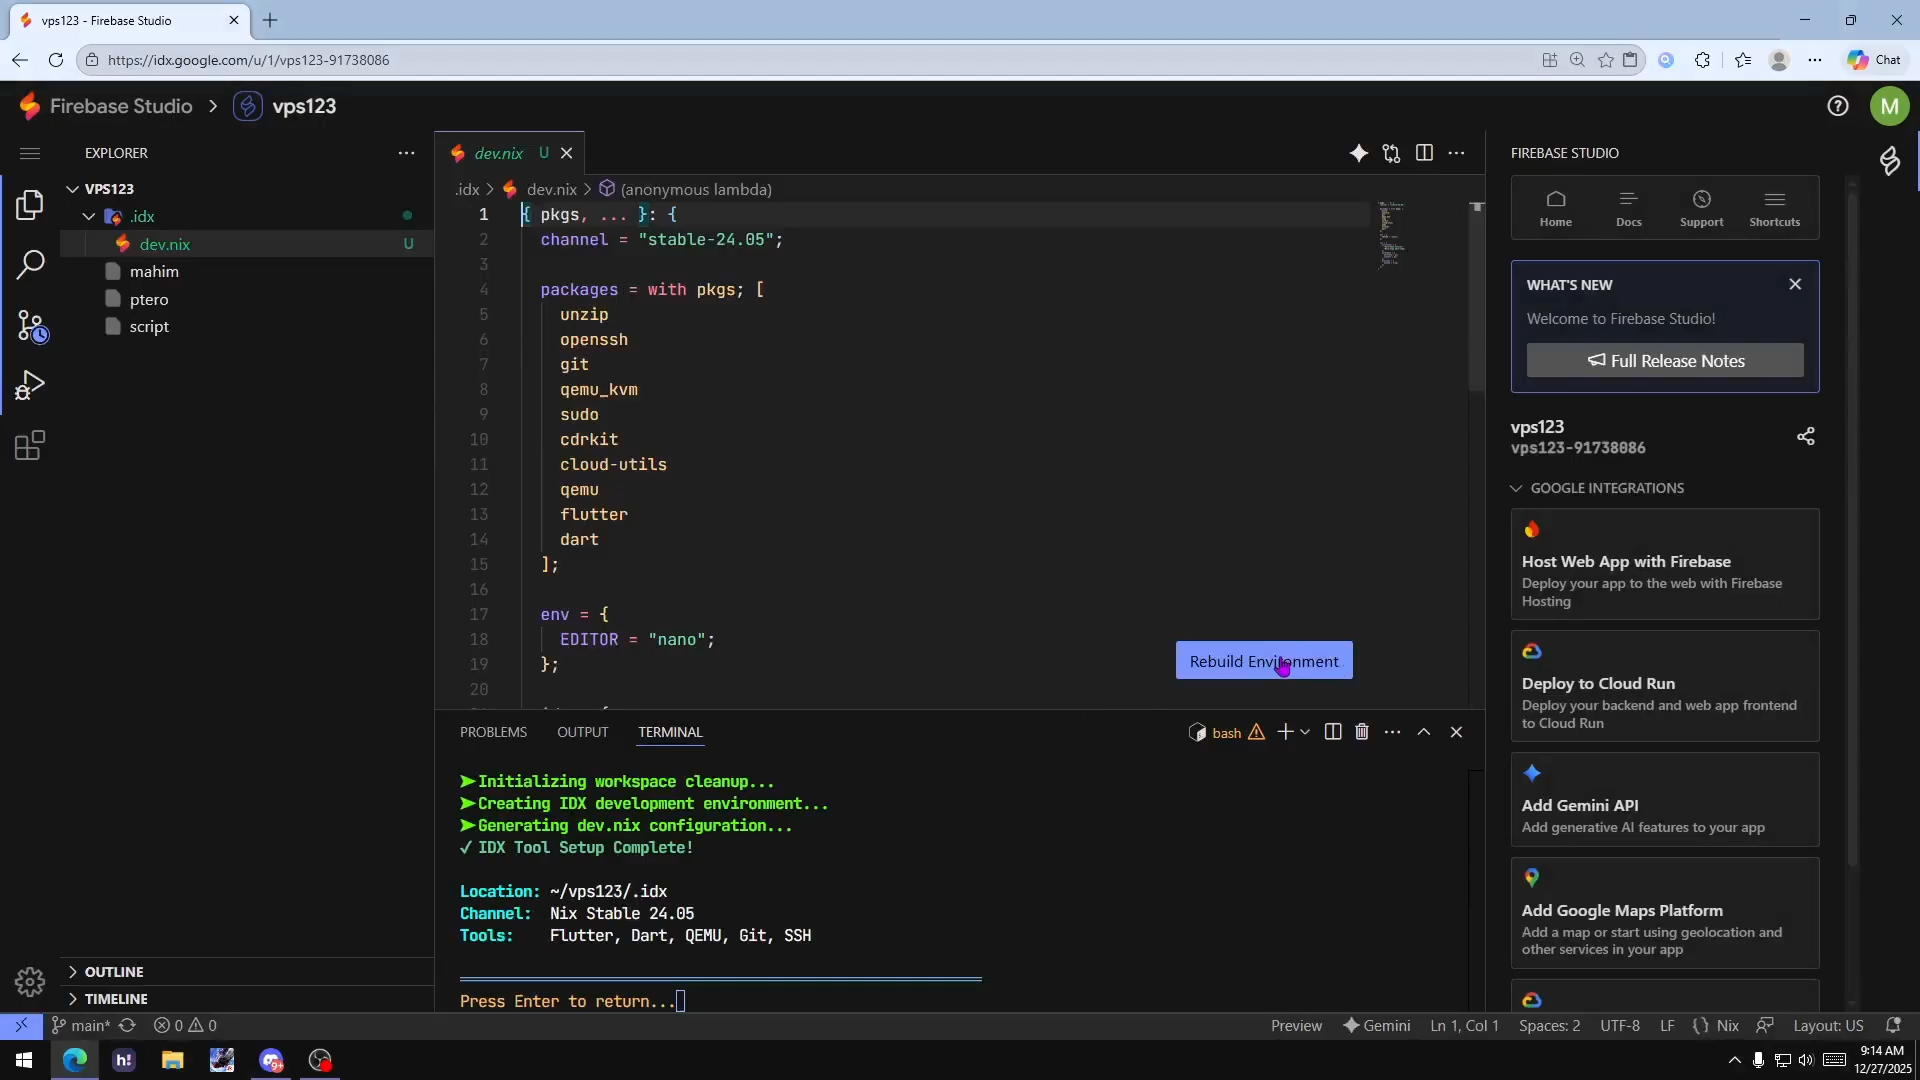 vps123 - Firebase Studio
https://idx.google.com/u/1/vps123-91738086
Chat
Firebase Studio > vps123
M
EXPLORER
VPS123
.idx
dev.nix U
mahim
ptero
script
OUTLINE
TIMELINE
dev.nix U
.idx > dev.nix > (anonymous lambda)
1 { pkgs, ... }: {
2 channel = "stable-24.05";
3
4 packages = with pkgs; [
5 unzip
6 openssh
7 git
8 qemu_kvm
9 sudo
10 cdrkit
11 cloud-utils
12 qemu
13 flutter
14 dart
15 ];
16
17 env = {
18 EDITOR = "nano";
19 };
20
Rebuild Environment
PROBLEMS OUTPUT TERMINAL
bash
➤Initializing workspace cleanup...
➤Creating IDX development environment...
➤Generating dev.nix configuration...
✓ IDX Tool Setup Complete!
Location: ~/vps123/.idx
Channel: Nix Stable 24.05
Tools: Flutter, Dart, QEMU, Git, SSH
Press Enter to return...
FIREBASE STUDIO
Home Docs Support Shortcuts
WHAT'S NEW
Welcome to Firebase Studio!
Full Release Notes
vps123
vps123-91738086
GOOGLE INTEGRATIONS
Host Web App with Firebase
Deploy your app to the web with Firebase
Hosting
Deploy to Cloud Run
Deploy your backend and web app frontend
to Cloud Run
Add Gemini API
Add generative AI features to your app
Add Google Maps Platform
Add a map or start using geolocation and
other services in your app
main* 0 0
Preview Gemini Ln 1, Col 1 Spaces: 2 UTF-8 LF {} Nix Layout: US
h!
9+
9:14 AM
12/27/2025